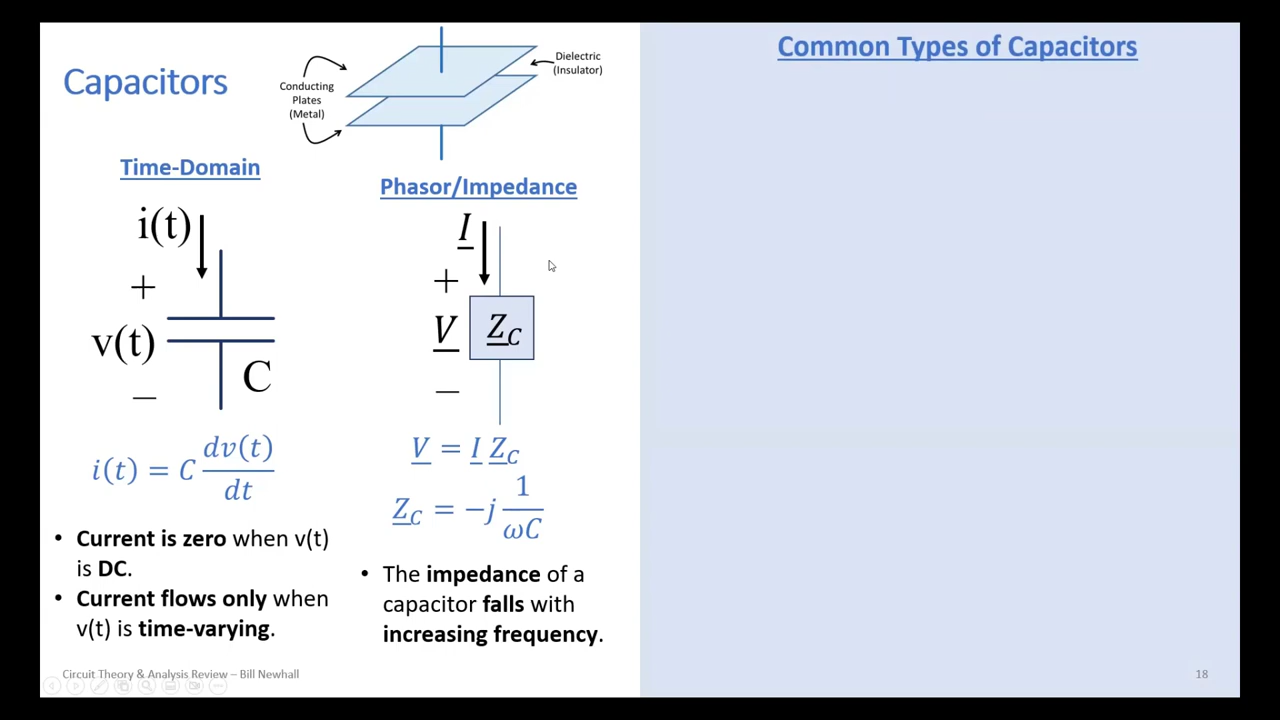 Capacitors
Conducting
Plates
(Metal)
Dielectric
(Insulator)
Time-Domain
i(t)
+
v(t)
−
C
i(t) = C dv(t)/dt
• Current is zero when v(t)
is DC.
• Current flows only when
v(t) is time-varying.
Phosor/Impedance
I
+
V
−
Z_C
V = I Z_C
Z_C = −j 1/ωC
• The impedance of a
capacitor falls with
increasing frequency.
Common Types of Capacitors
Circuit Theory & Analysis Review – Bill Newhall
18